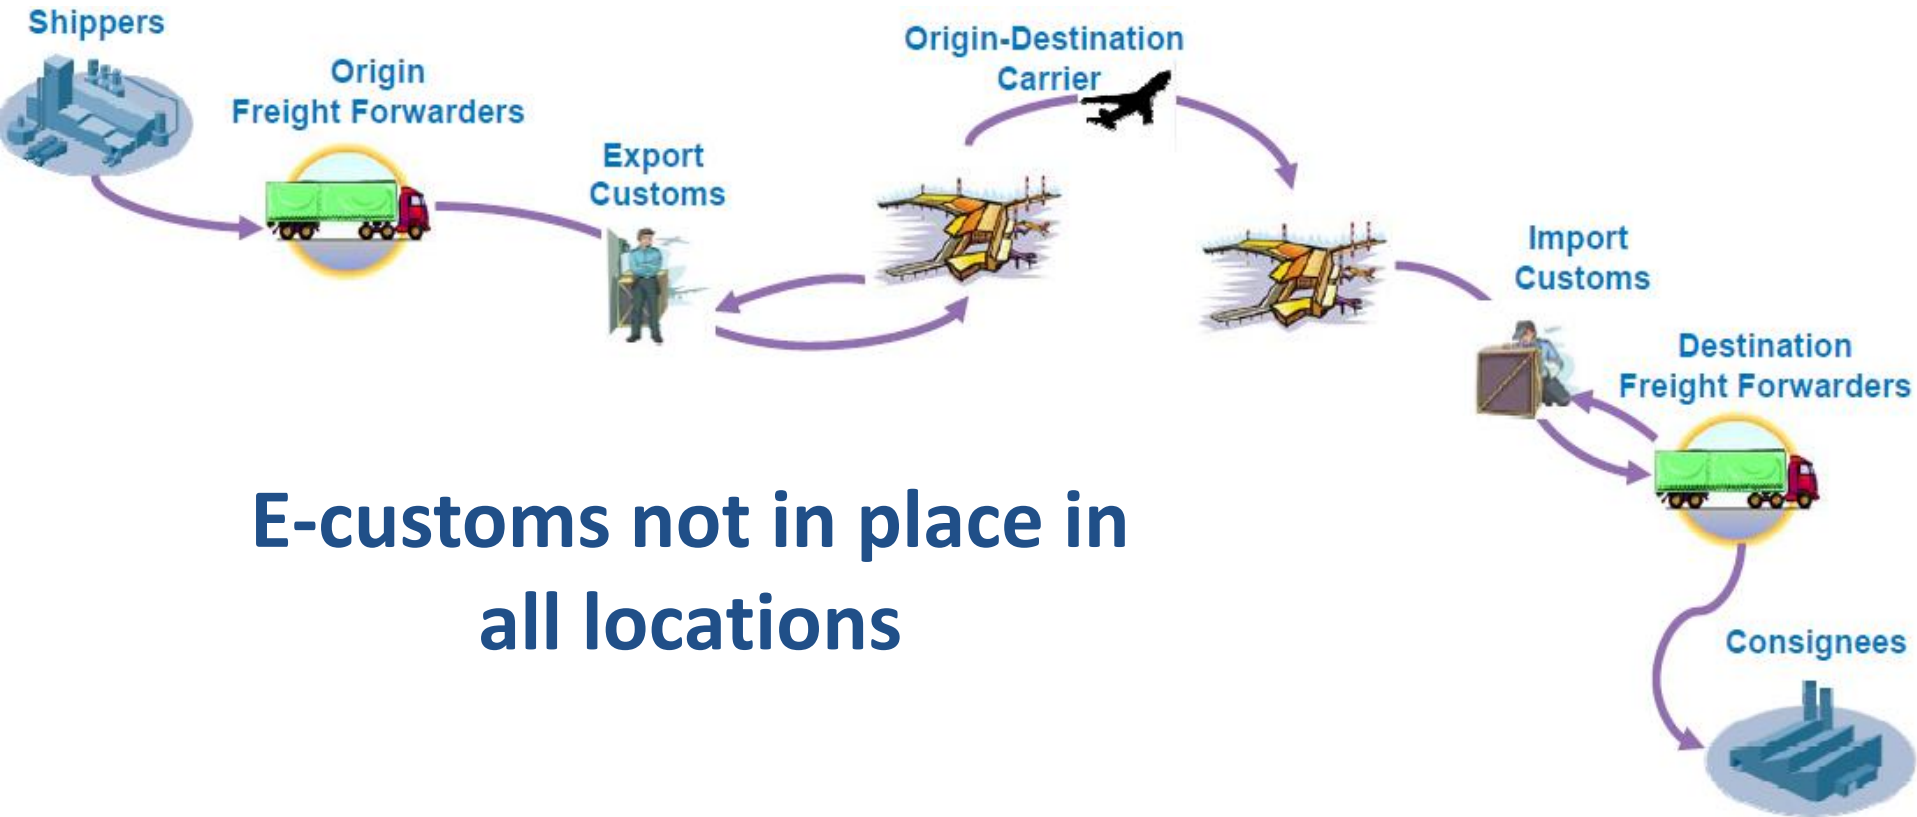 Shippers
Origin
Freight Forwarders
Export
Customs
Origin-Destination
Carrier
Import
Customs
Destination
Freight Forwarders
E-customs not in place in
all locations
Consignees